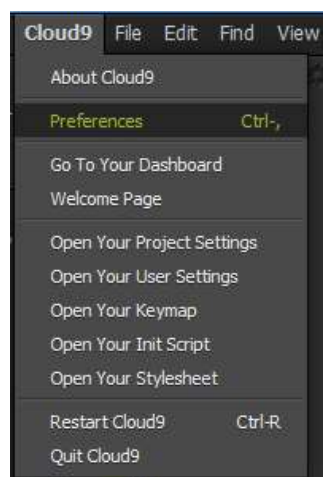 Cloud9 File Edit Find View
About Cloud9
Preferences Ctrl-,
Go To Your Dashboard
Welcome Page
Open Your Project Settings
Open Your User Settings
Open Your Keymap
Open Your Init Script
Open Your Stylesheet
Restart Cloud9 Ctrl-R
Quit Cloud9